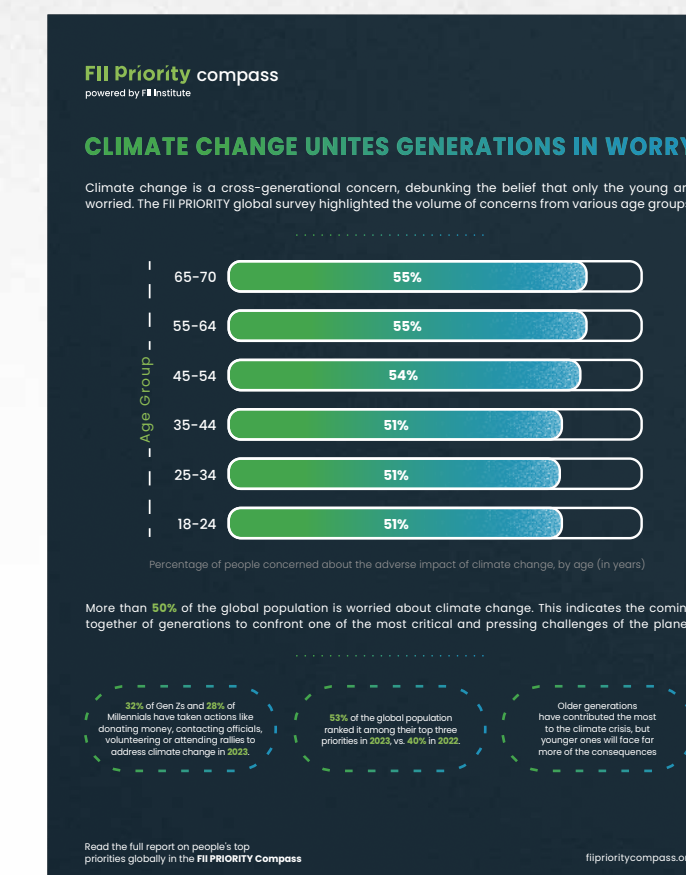 FII Priority compass
powered by FII Institute
CLIMATE CHANGE UNITES GENERATIONS IN WORRY
Climate change is a cross-generational concern, debunking the belief that only the young ar
worried. The FII PRIORITY global survey highlighted the volume of concerns from various age group
Age Group
65-70 55%
55-64 55%
45-54 54%
35-44 51%
25-34 51%
18-24 51%
Percentage of people concerned about the adverse impact of climate change, by age (in years)
More than 50% of the global population is worried about climate change. This indicates the comin
together of generations to confront one of the most critical and pressing challenges of the plane
32% of Gen Zs and 28% of
Millennials have taken actions like
donating money, contacting officials,
volunteering or attending rallies to
address climate change in 2023.
53% of the global population
ranked it among their top three
priorities in 2023, vs. 40% in 2022.
Older generations
have contributed the most
to the climate crisis, but
younger ones will face far
more of the consequences
Read the full report on people's top
priorities globally in the FII PRIORITY Compass
fiiprioritycompass.or